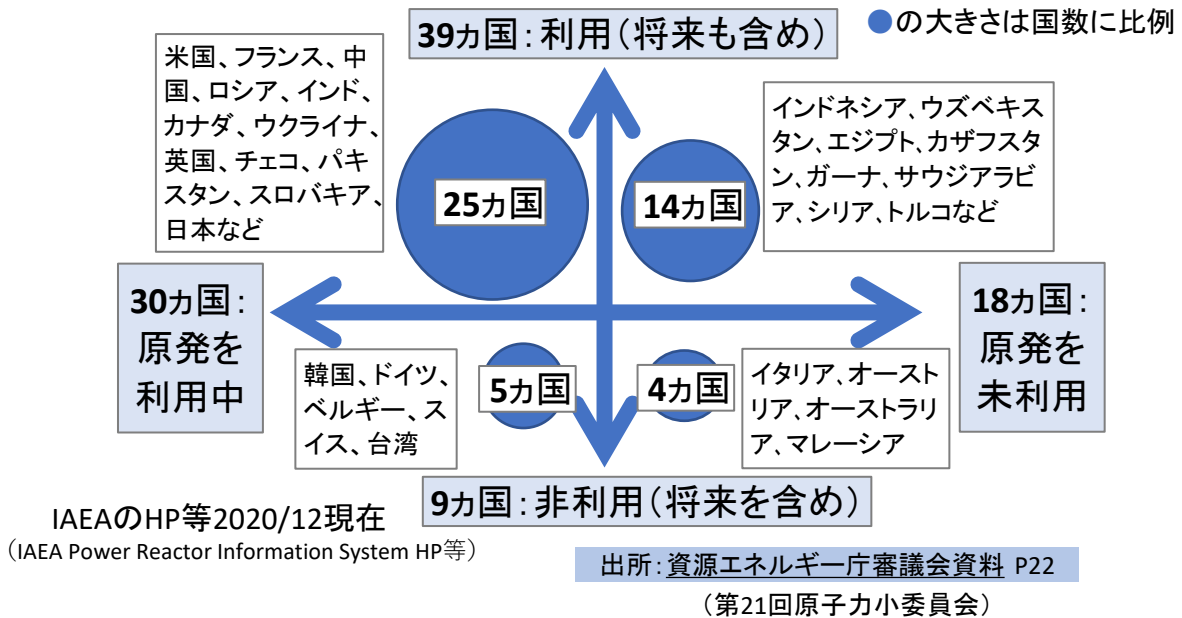 39カ国：利用（将来も含め）
●の大きさは国数に比例
米国、フランス、中
国、ロシア、インド、
カナダ、ウクライナ、
英国、チェコ、パキ
スタン、スロバキア、
日本など
25カ国
14カ国
インドネシア、ウズベキス
タン、エジプト、カザフスタ
ン、ガーナ、サウジアラビ
ア、シリア、トルコなど
30カ国：
原発を
利用中
18カ国：
原発を
未利用
韓国、ドイツ、
ベルギー、ス
イス、台湾
5カ国
4カ国
イタリア、オースト
リア、オーストラリ
ア、マレーシア
9カ国：非利用（将来を含め）
IAEAのHP等2020/12現在
（IAEA Power Reactor Information System HP等）
出所：資源エネルギー庁審議会資料 P22
（第21回原子力小委員会）